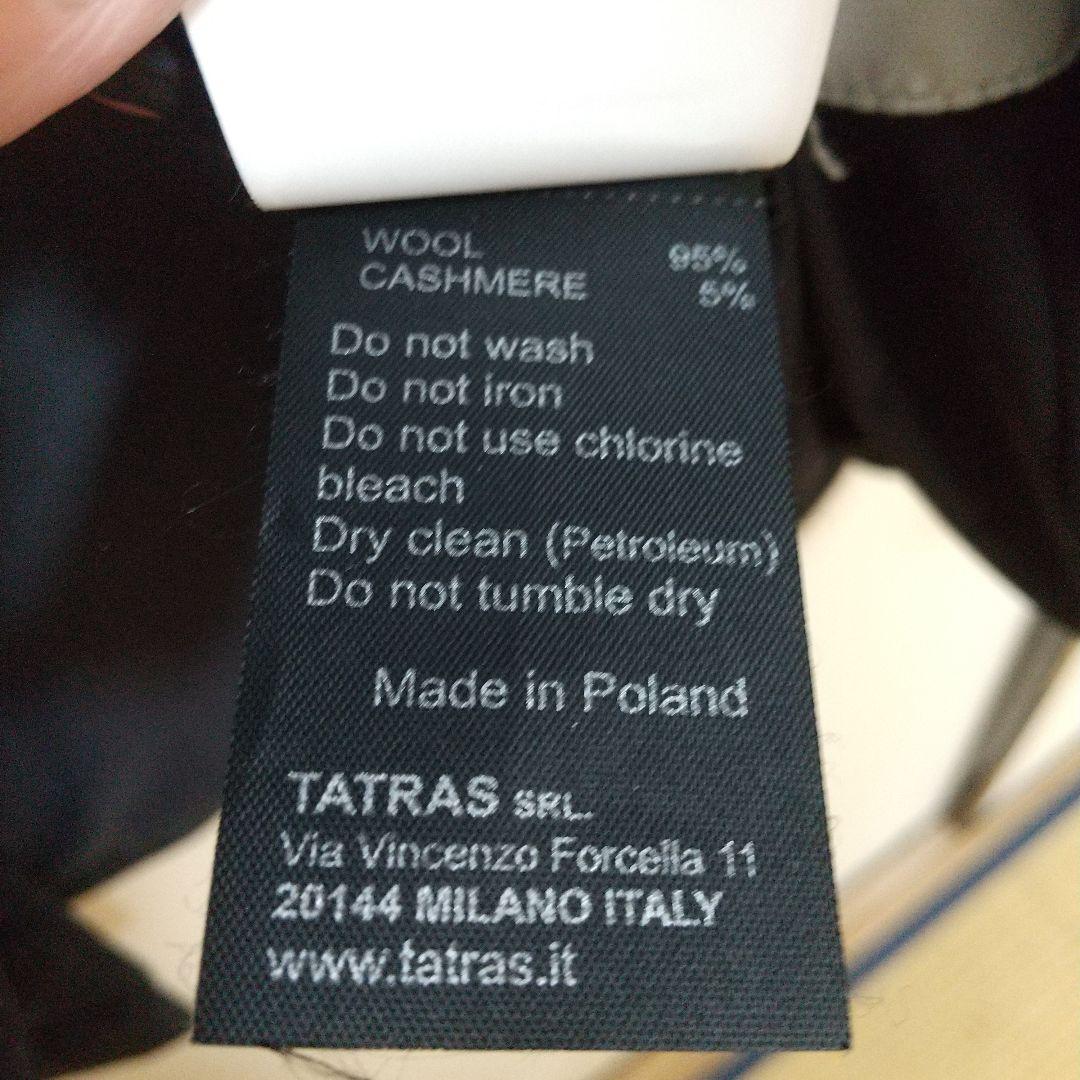 WOOL 95%
CASHMERE 5%
Do not wash
Do not iron
Do not use chlorine
bleach
Dry clean (Petroleum)
Do not tumble dry
Made in Poland
TATRAS SRL.
Via Vincenzo Forcella 11
20144 MILANO ITALY
www.tatras.it